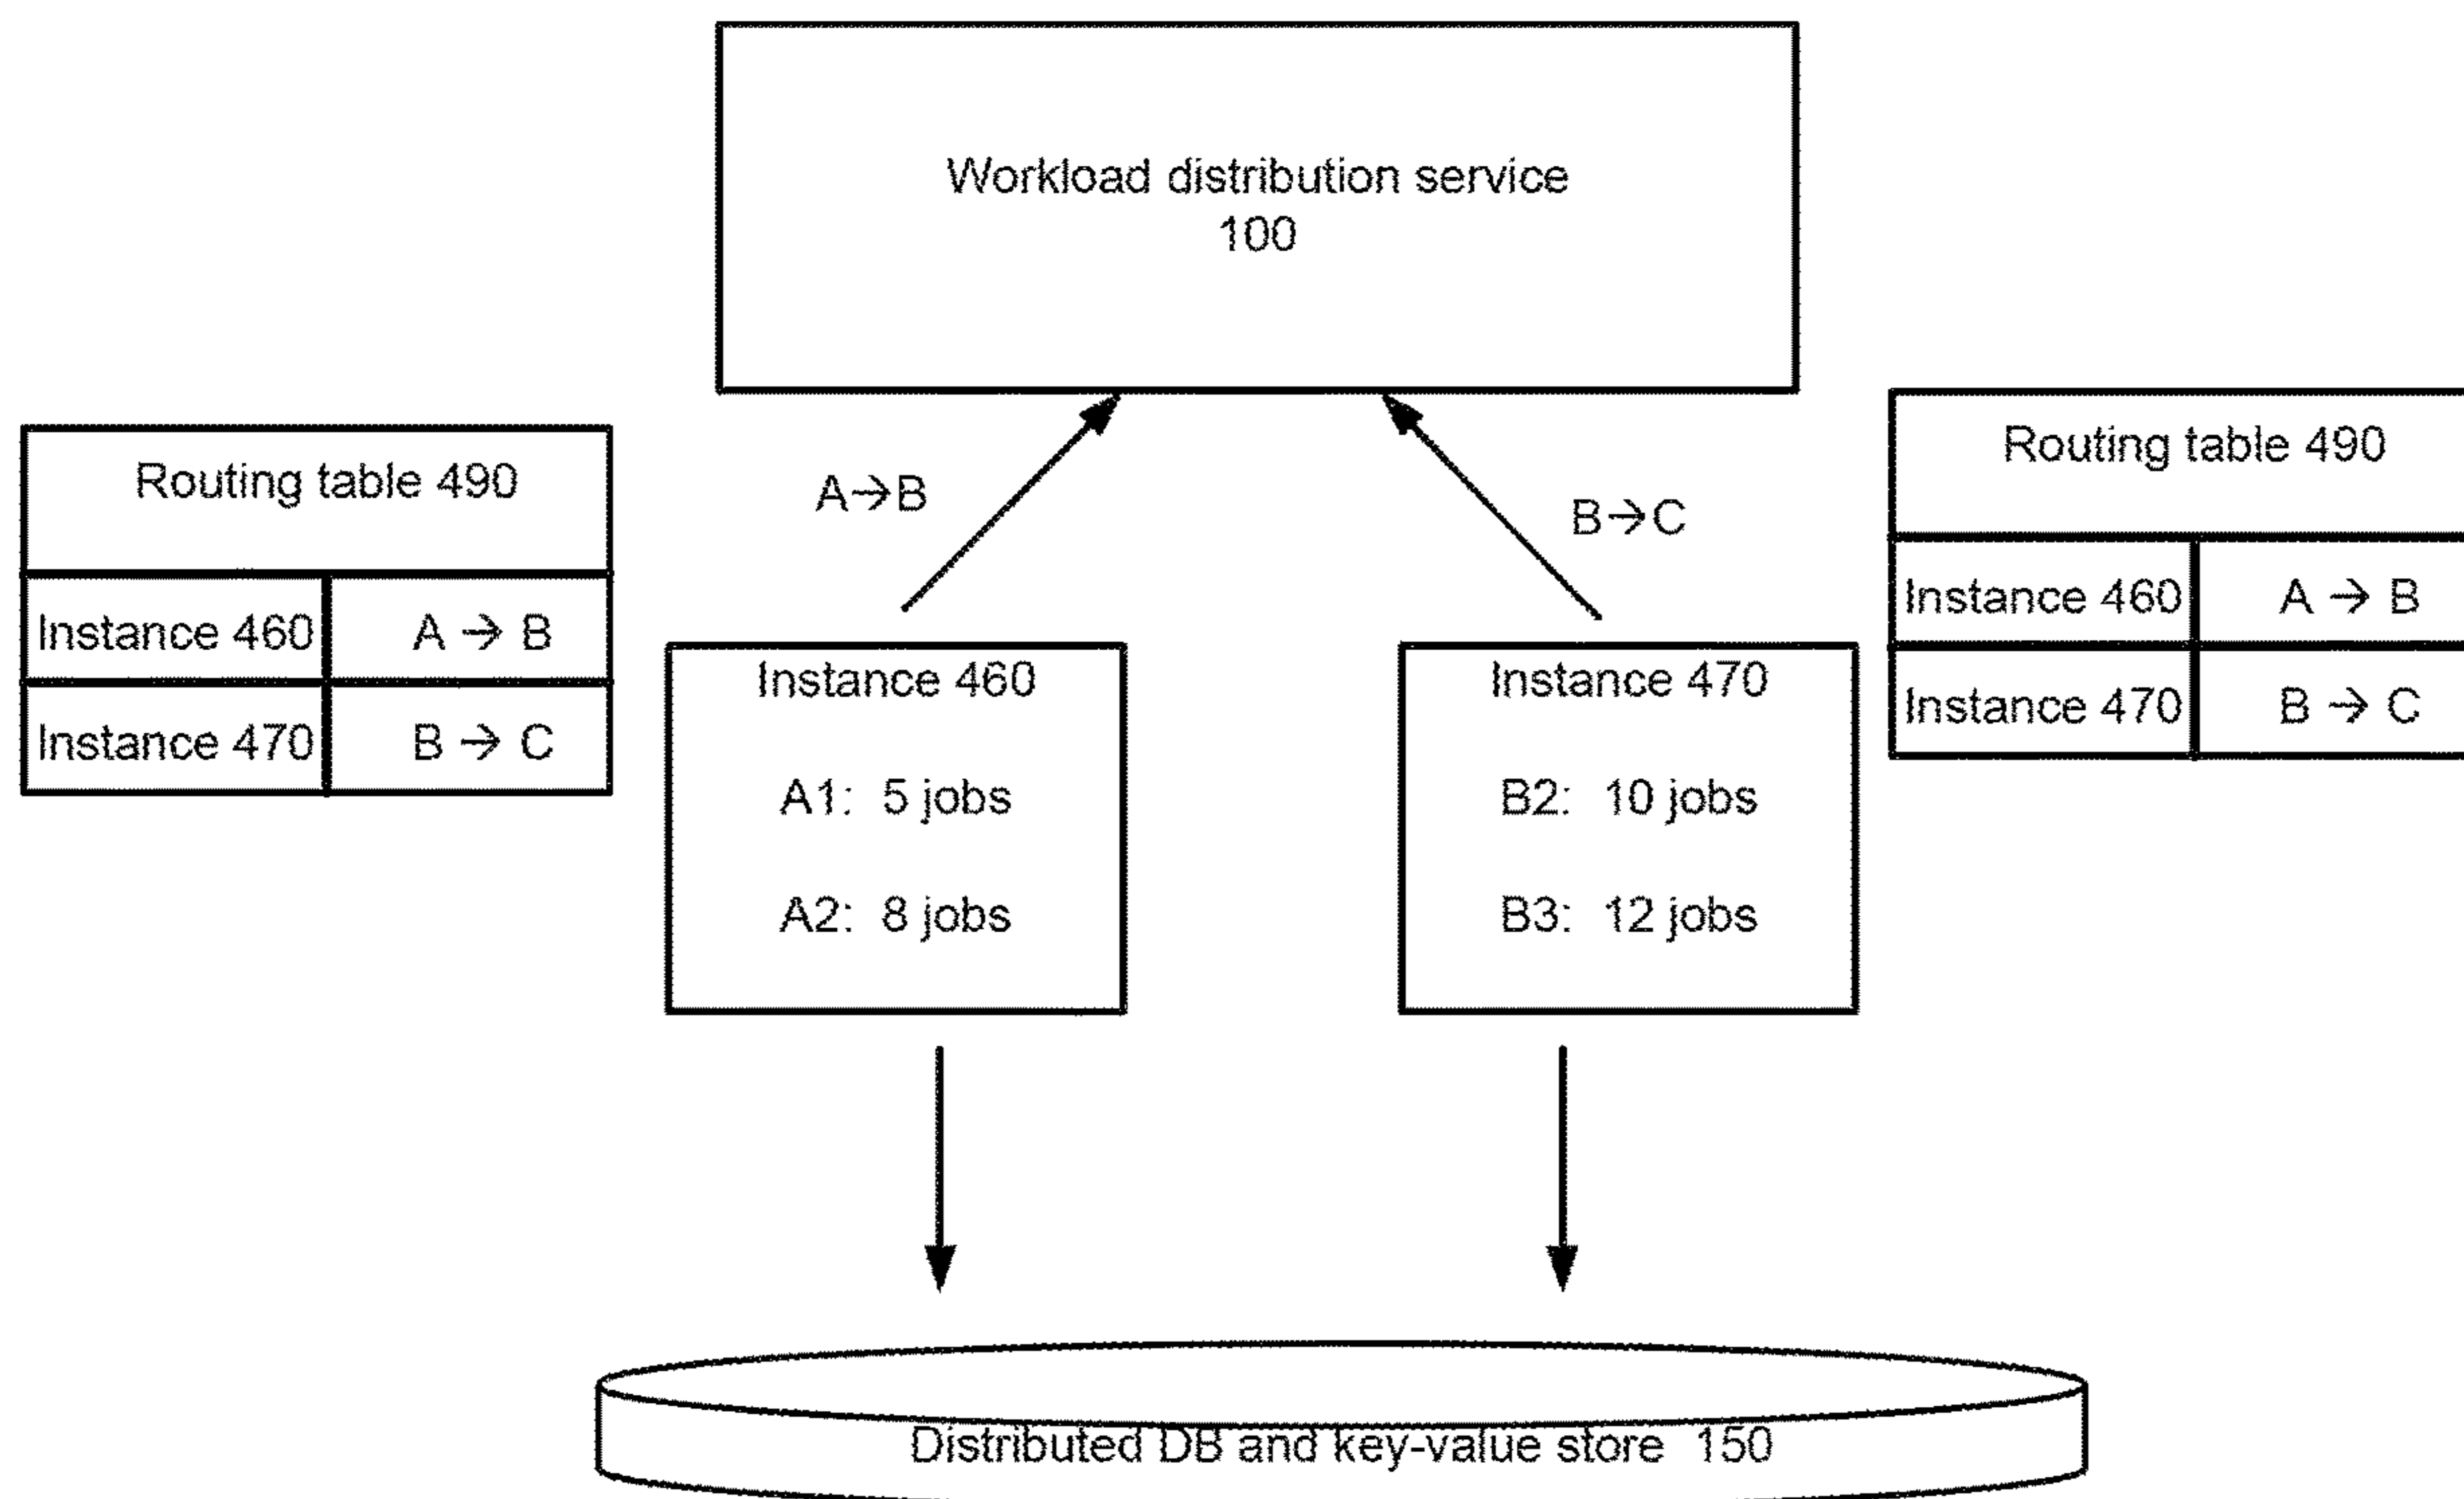 Workload distribution service
100
Routing table 490
Instance 460 A → B
Instance 470 B → C
A→B
B→C
Routing table 490
Instance 460 A → B
Instance 470 B → C
Instance 460
A1: 5 jobs
A2: 8 jobs
Instance 470
B2: 10 jobs
B3: 12 jobs
Distributed DB and key-value store 150